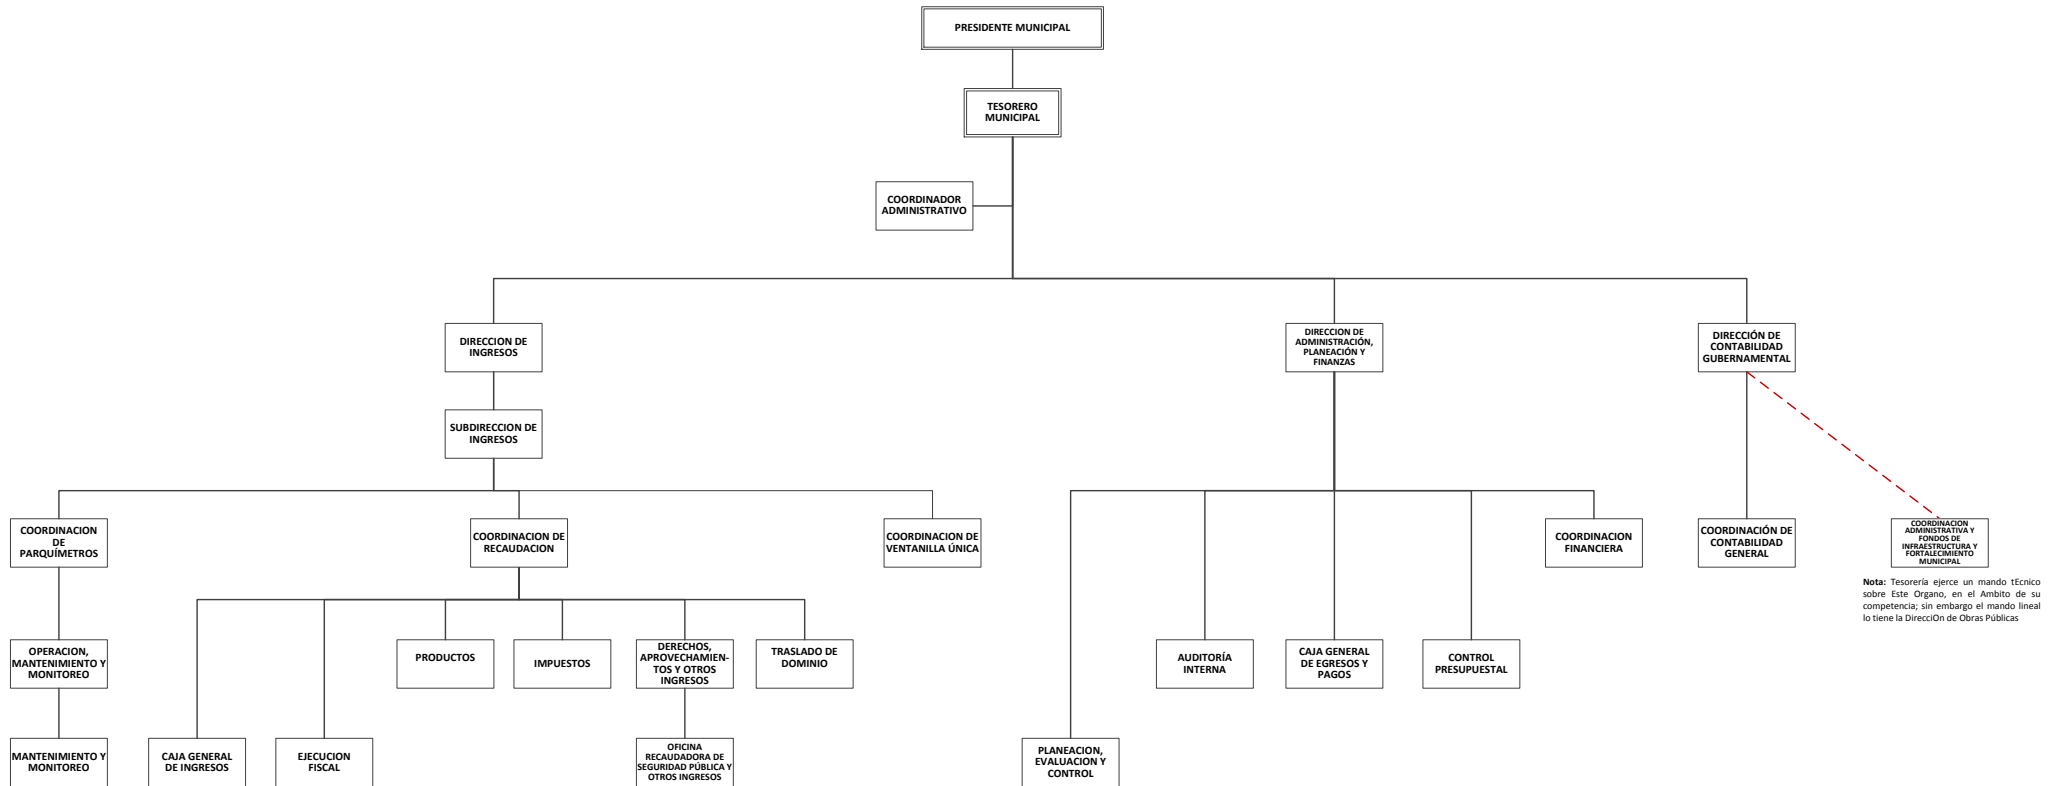 PRESIDENTE MUNICIPAL
TESORERO
MUNICIPAL
COORDINADOR
ADMINISTRATIVO
DIRECCION DE
INGRESOS
DIRECCION DE
ADMINISTRACIÓN,
PLANEACIÓN Y
FINANZAS
DIRECCIÓN DE
CONTABILIDAD
GUBERNAMENTAL
SUBDIRECCION DE
INGRESOS
COORDINACION
DE
PARQUÍMETROS
COORDINACION DE
RECAUDACION
COORDINACION DE
VENTANILLA ÚNICA
COORDINACION
FINANCIERA
COORDINACIÓN DE
CONTABILIDAD
GENERAL
COORDINACION
ADMINISTRATIVA Y
FONDOS DE
INFRAESTRUCTURA Y
FORTALECIMIENTO
MUNICIPAL
Nota: Tesorería ejerce un mando tEcnico
sobre Este Organo, en el Ambito de su
competencia; sin embargo el mando lineal
lo tiene la DirecciOn de Obras Públicas
OPERACION,
MANTENIMIENTO Y
MONITOREO
PRODUCTOS
IMPUESTOS
DERECHOS,
APROVECHAMIEN-
TOS Y OTROS
INGRESOS
TRASLADO DE
DOMINIO
AUDITORÍA
INTERNA
CAJA GENERAL
DE EGRESOS Y
PAGOS
CONTROL
PRESUPUESTAL
MANTENIMIENTO Y
MONITOREO
CAJA GENERAL
DE INGRESOS
EJECUCION
FISCAL
OFICINA
RECAUDADORA DE
SEGURIDAD PÚBLICA Y
OTROS INGRESOS
PLANEACION,
EVALUACION Y
CONTROL